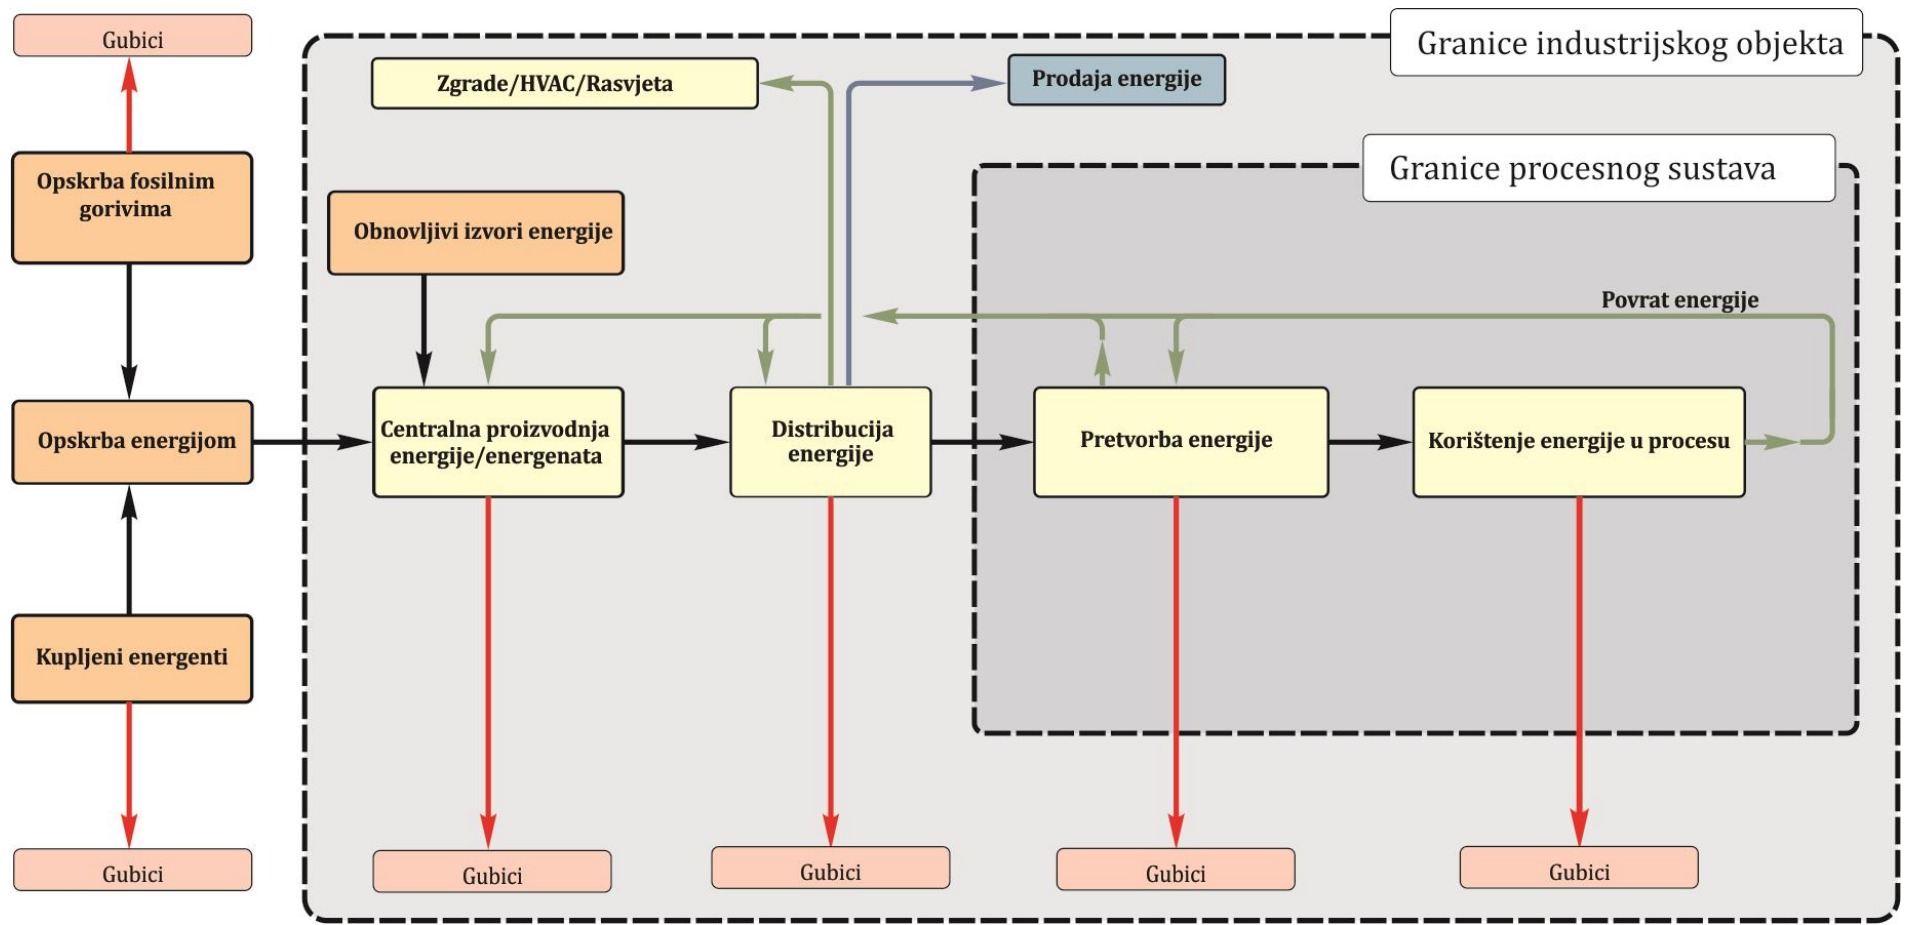 Gubici
Granice industrijskog objekta
Zgrade/HVAC/Rasvjeta
Prodaja energije
Granice procesnog sustava
Opskrba fosilnim
gorivima
Obnovljivi izvori energije
Povrat energije
Opskrba energijom
Centralna proizvodnja
energije/energenata
Distribucija
energije
Pretvorba energije
Korištenje energije u procesu
Kupljeni energenti
Gubici
Gubici
Gubici
Gubici
Gubici